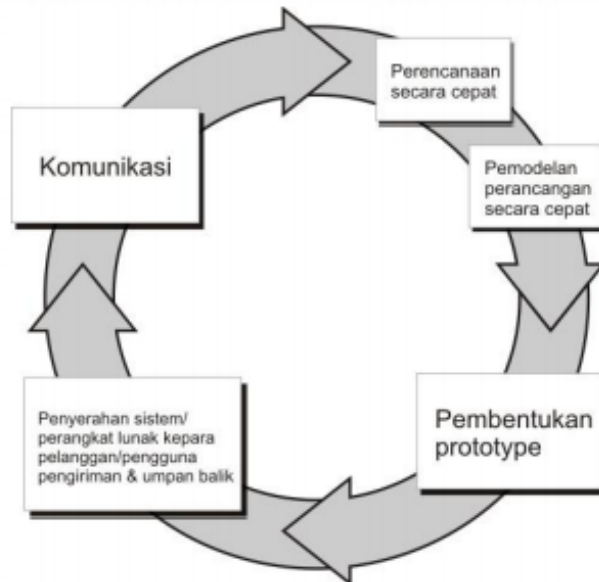 Komunikasi
Perencanaan
secara cepat
Pemodelan
perancangan
secara cepat
Pembentukan
prototype
Penyerahan sistem/
perangkat lunak kepara
pelanggan/pengguna
pengiriman & umpan balik